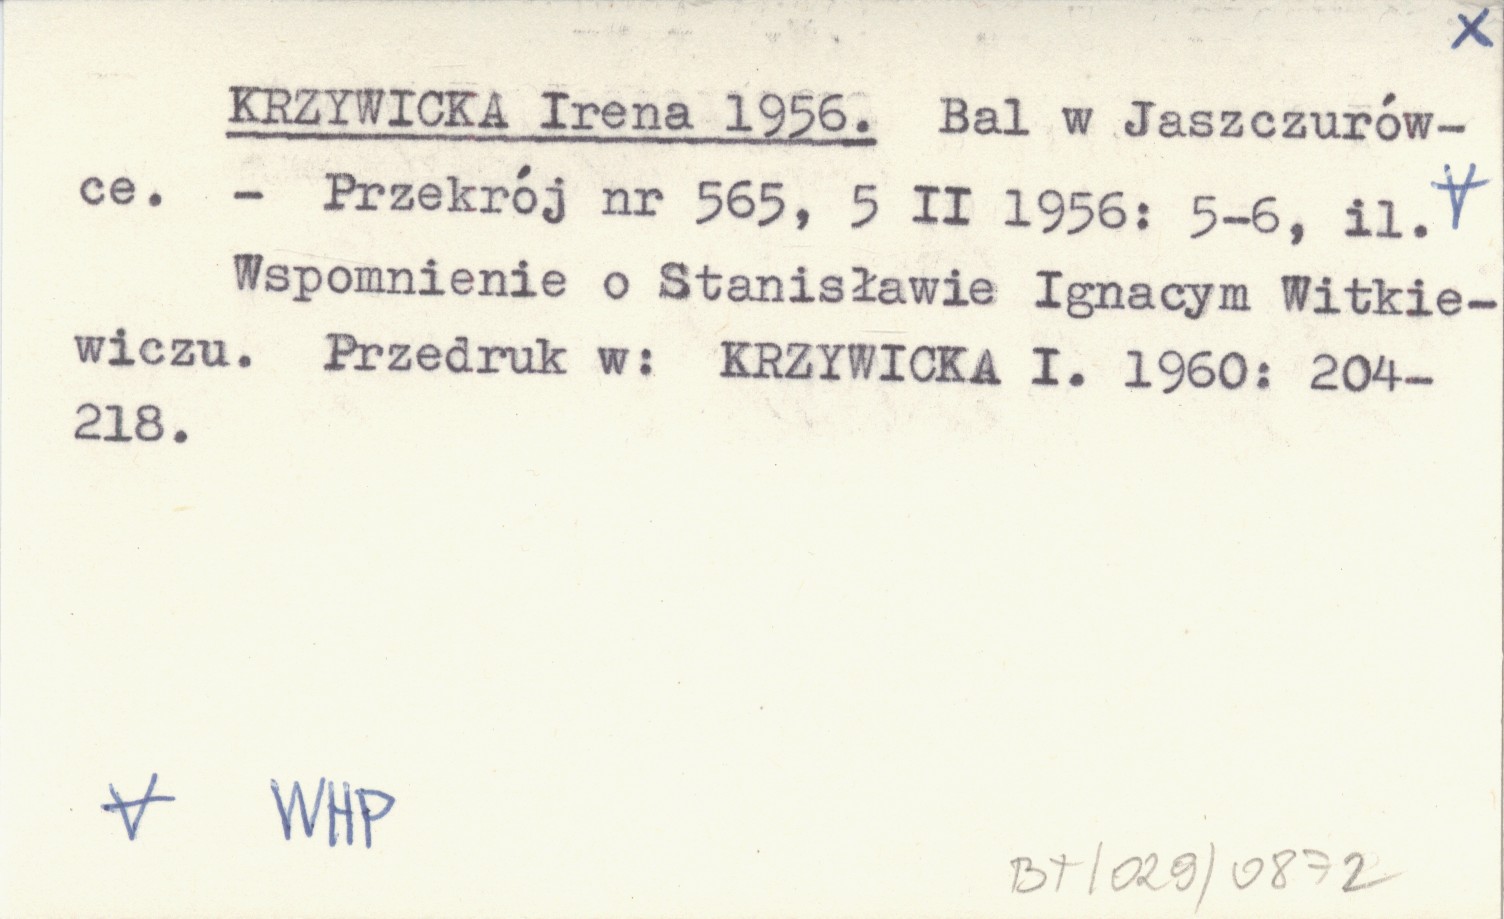 x
KRZYWICKA Irena 1956. Bal w Jaszczurów-
ce. - Przekrój nr 565, 5 II 1956: 5-6, il. ∀
Wspomnienie o Stanisławie Ignacym Witkie-
wiczu. Przedruk w: KRZYWICKA I. 1960: 204-
218.
∀ WHP
BT/029/0872